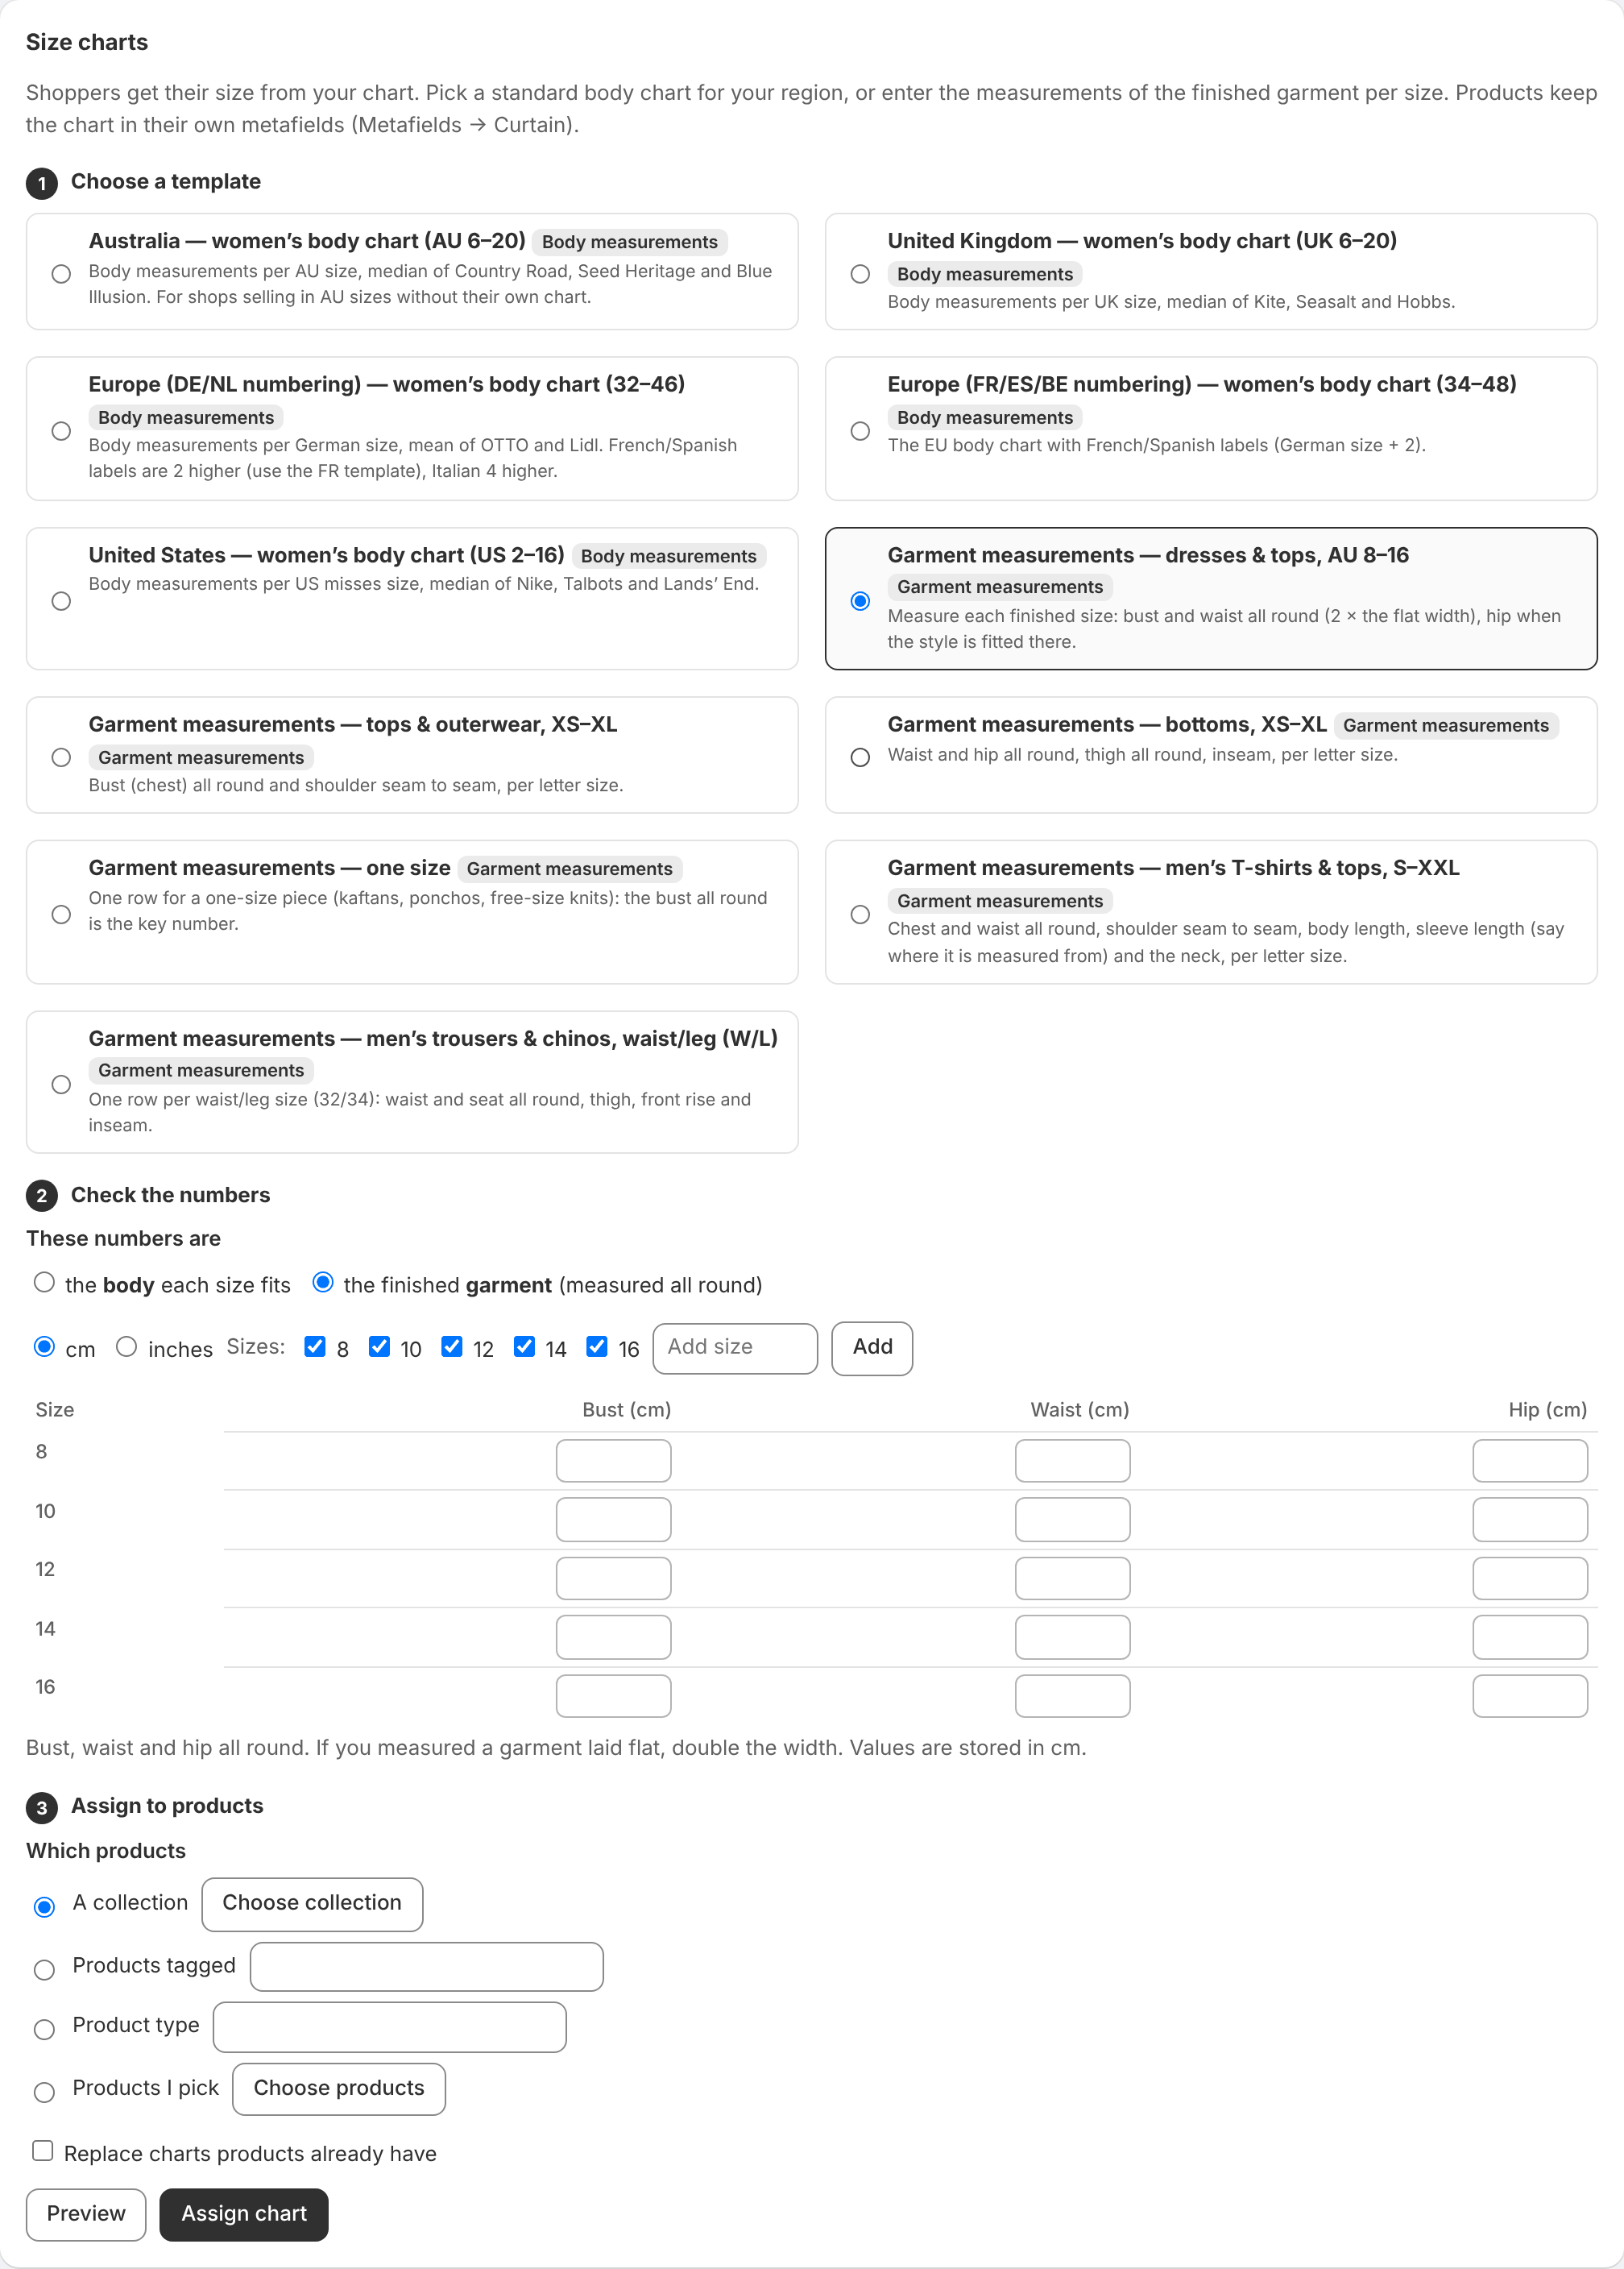 Size charts
Shoppers get their size from your chart. Pick a standard body chart for your region, or enter the measurements of the finished garment per size. Products keep
the chart in their own metafields (Metafields → Curtain).
1 Choose a template
Australia — women’s body chart (AU 6–20) Body measurements
Body measurements per AU size, median of Country Road, Seed Heritage and Blue
Illusion. For shops selling in AU sizes without their own chart.
United Kingdom — women’s body chart (UK 6–20)
Body measurements
Body measurements per UK size, median of Kite, Seasalt and Hobbs.
Europe (DE/NL numbering) — women’s body chart (32–46)
Body measurements
Body measurements per German size, mean of OTTO and Lidl. French/Spanish
labels are 2 higher (use the FR template), Italian 4 higher.
Europe (FR/ES/BE numbering) — women’s body chart (34–48)
Body measurements
The EU body chart with French/Spanish labels (German size + 2).
United States — women’s body chart (US 2–16) Body measurements
Body measurements per US misses size, median of Nike, Talbots and Lands’ End.
Garment measurements — dresses & tops, AU 8–16
Garment measurements
Measure each finished size: bust and waist all round (2 × the flat width), hip when
the style is fitted there.
Garment measurements — tops & outerwear, XS–XL
Garment measurements
Bust (chest) all round and shoulder seam to seam, per letter size.
Garment measurements — bottoms, XS–XL Garment measurements
Waist and hip all round, thigh all round, inseam, per letter size.
Garment measurements — one size Garment measurements
One row for a one-size piece (kaftans, ponchos, free-size knits): the bust all round
is the key number.
Garment measurements — men’s T-shirts & tops, S–XXL
Garment measurements
Chest and waist all round, shoulder seam to seam, body length, sleeve length (say
where it is measured from) and the neck, per letter size.
Garment measurements — men’s trousers & chinos, waist/leg (W/L)
Garment measurements
One row per waist/leg size (32/34): waist and seat all round, thigh, front rise and
inseam.
2 Check the numbers
These numbers are
the body each size fits the finished garment (measured all round)
cm inches Sizes: 8 10 12 14 16 Add size Add
Size Bust (cm) Waist (cm) Hip (cm)
8
10
12
14
16
Bust, waist and hip all round. If you measured a garment laid flat, double the width. Values are stored in cm.
3 Assign to products
Which products
A collection Choose collection
Products tagged
Product type
Products I pick Choose products
Replace charts products already have
Preview Assign chart